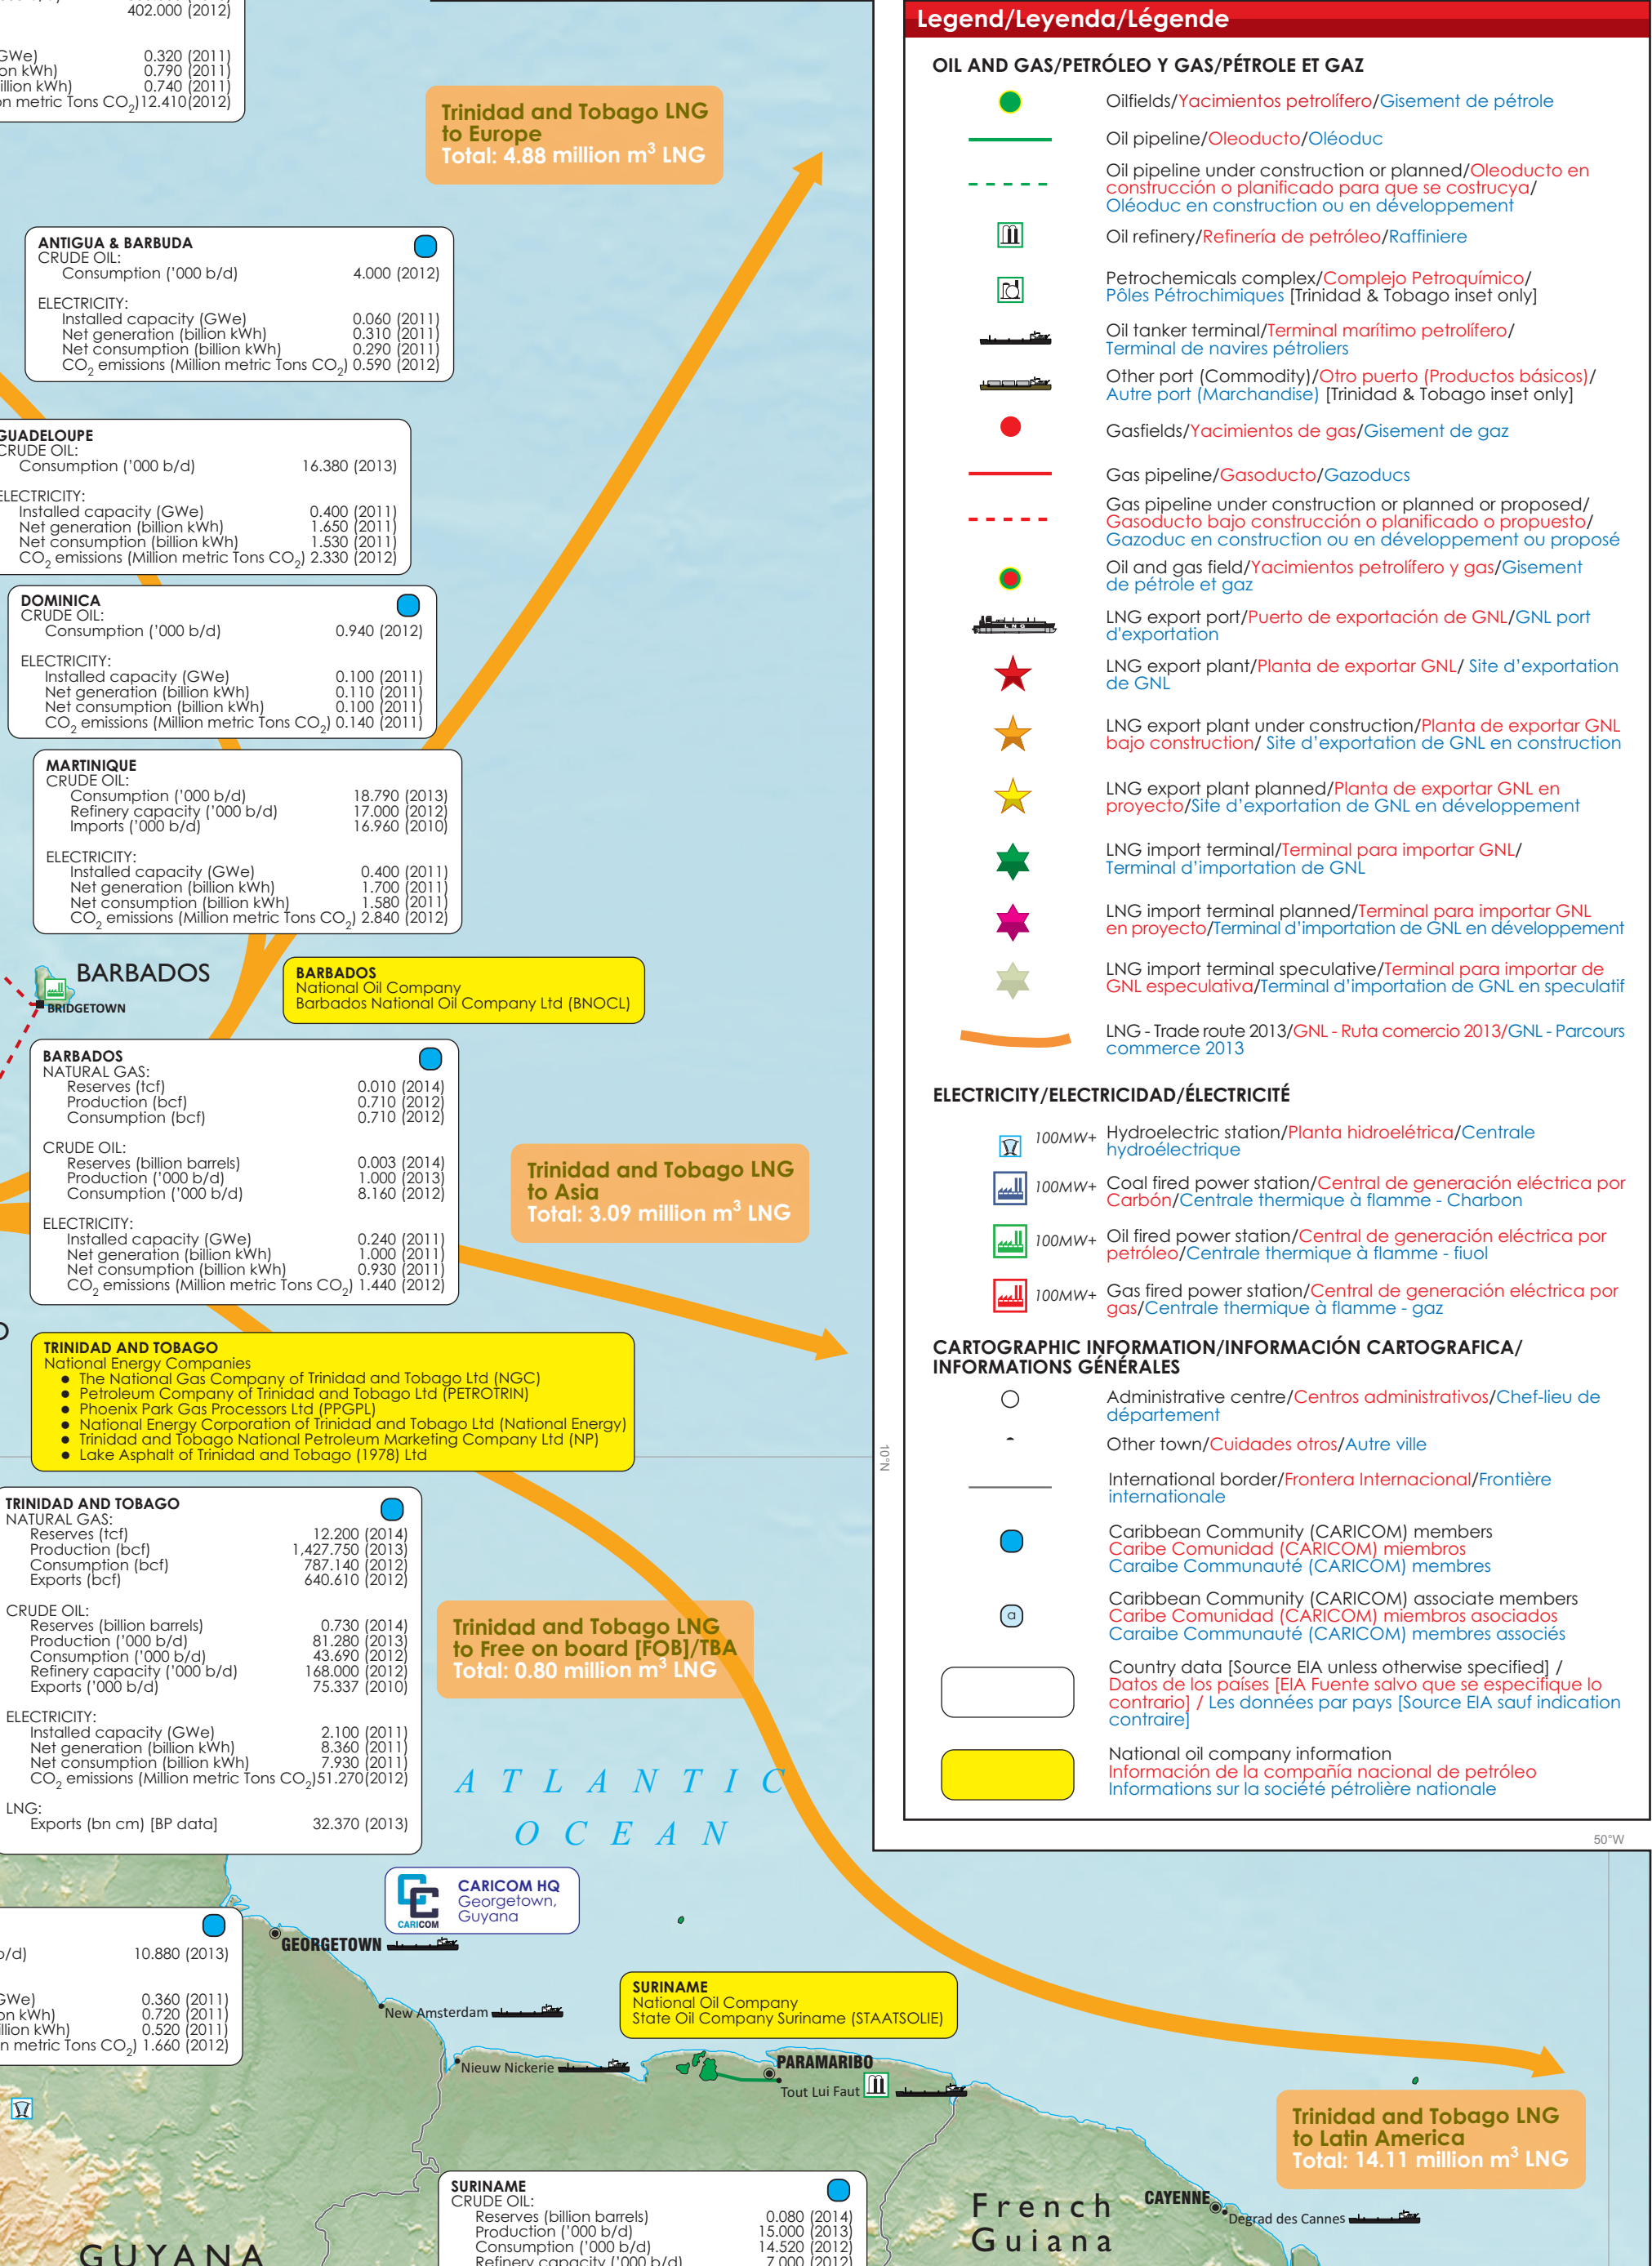 402.000 (2012)
GWe) 0.320 (2011)
on kWh) 0.790 (2011)
illion kWh) 0.740 (2011)
n metric Tons CO2)12.410(2012)
Trinidad and Tobago LNG
to Europe
Total: 4.88 million m3 LNG
ANTIGUA & BARBUDA
CRUDE OIL:
Consumption ('000 b/d) 4.000 (2012)
ELECTRICITY:
Installed capacity (GWe) 0.060 (2011)
Net generation (billion kWh) 0.310 (2011)
Net consumption (billion kWh) 0.290 (2011)
CO2 emissions (Million metric Tons CO2) 0.590 (2012)
GUADELOUPE
CRUDE OIL:
Consumption ('000 b/d) 16.380 (2013)
ELECTRICITY:
Installed capacity (GWe) 0.400 (2011)
Net generation (billion kWh) 1.650 (2011)
Net consumption (billion kWh) 1.530 (2011)
CO2 emissions (Million metric Tons CO2) 2.330 (2012)
DOMINICA
CRUDE OIL:
Consumption ('000 b/d) 0.940 (2012)
ELECTRICITY:
Installed capacity (GWe) 0.100 (2011)
Net generation (billion kWh) 0.110 (2011)
Net consumption (billion kWh) 0.100 (2011)
CO2 emissions (Million metric Tons CO2) 0.140 (2011)
MARTINIQUE
CRUDE OIL:
Consumption ('000 b/d) 18.790 (2013)
Refinery capacity ('000 b/d) 17.000 (2012)
Imports ('000 b/d) 16.960 (2010)
ELECTRICITY:
Installed capacity (GWe) 0.400 (2011)
Net generation (billion kWh) 1.700 (2011)
Net consumption (billion kWh) 1.580 (2011)
CO2 emissions (Million metric Tons CO2) 2.840 (2012)
BARBADOS
BRIDGETOWN
BARBADOS
National Oil Company
Barbados National Oil Company Ltd (BNOCL)
BARBADOS
NATURAL GAS:
Reserves (tcf) 0.010 (2014)
Production (bcf) 0.710 (2012)
Consumption (bcf) 0.710 (2012)
CRUDE OIL:
Reserves (billion barrels) 0.003 (2014)
Production ('000 b/d) 1.000 (2013)
Consumption ('000 b/d) 8.160 (2012)
ELECTRICITY:
Installed capacity (GWe) 0.240 (2011)
Net generation (billion kWh) 1.000 (2011)
Net consumption (billion kWh) 0.930 (2011)
CO2 emissions (Million metric Tons CO2) 1.440 (2012)
Trinidad and Tobago LNG
to Asia
Total: 3.09 million m3 LNG
TRINIDAD AND TOBAGO
National Energy Companies
● The National Gas Company of Trinidad and Tobago Ltd (NGC)
● Petroleum Company of Trinidad and Tobago Ltd (PETROTRIN)
● Phoenix Park Gas Processors Ltd (PPGPL)
● National Energy Corporation of Trinidad and Tobago Ltd (National Energy)
● Trinidad and Tobago National Petroleum Marketing Company Ltd (NP)
● Lake Asphalt of Trinidad and Tobago (1978) Ltd
10°N
TRINIDAD AND TOBAGO
NATURAL GAS:
Reserves (tcf) 12.200 (2014)
Production (bcf) 1,427.750 (2013)
Consumption (bcf) 787.140 (2012)
Exports (bcf) 640.610 (2012)
CRUDE OIL:
Reserves (billion barrels) 0.730 (2014)
Production ('000 b/d) 81.280 (2013)
Consumption ('000 b/d) 43.690 (2012)
Refinery capacity ('000 b/d) 168.000 (2012)
Exports ('000 b/d) 75.337 (2010)
ELECTRICITY:
Installed capacity (GWe) 2.100 (2011)
Net generation (billion kWh) 8.360 (2011)
Net consumption (billion kWh) 7.930 (2011)
CO2 emissions (Million metric Tons CO2)51.270(2012)
LNG:
Exports (bn cm) [BP data] 32.370 (2013)
Trinidad and Tobago LNG
to Free on board [FOB]/TBA
Total: 0.80 million m3 LNG
ATLANTIC
OCEAN
CARICOM
CARICOM HQ
Georgetown,
Guyana
GEORGETOWN
b/d) 10.880 (2013)
GWe) 0.360 (2011)
on kWh) 0.720 (2011)
illion kWh) 0.520 (2011)
n metric Tons CO2) 1.660 (2012)
New Amsterdam
Nieuw Nickerie
SURINAME
National Oil Company
State Oil Company Suriname (STAATSOLIE)
PARAMARIBO
Tout Lui Faut
Trinidad and Tobago LNG
to Latin America
Total: 14.11 million m3 LNG
SURINAME
CRUDE OIL:
Reserves (billion barrels) 0.080 (2014)
Production ('000 b/d) 15.000 (2013)
Consumption ('000 b/d) 14.520 (2012)
Refinery capacity ('000 b/d) 7.000 (2012)
GUYANA
French
Guiana
CAYENNE
Degrad des Cannes
50°W
Legend/Leyenda/Légende
OIL AND GAS/PETRÓLEO Y GAS/PÉTROLE ET GAZ
Oilfields/Yacimientos petrolífero/Gisement de pétrole
Oil pipeline/Oleoducto/Oléoduc
Oil pipeline under construction or planned/Oleoducto en
construcción o planificado para que se costrucya/
Oléoduc en construction ou en développement
Oil refinery/Refinería de petróleo/Raffiniere
Petrochemicals complex/Complejo Petroquímico/
Pôles Pétrochimiques [Trinidad & Tobago inset only]
Oil tanker terminal/Terminal marítimo petrolífero/
Terminal de navires pétroliers
Other port (Commodity)/Otro puerto (Productos básicos)/
Autre port (Marchandise) [Trinidad & Tobago inset only]
Gasfields/Yacimientos de gas/Gisement de gaz
Gas pipeline/Gasoducto/Gazoducs
Gas pipeline under construction or planned or proposed/
Gasoducto bajo construcción o planificado o propuesto/
Gazoduc en construction ou en développement ou proposé
Oil and gas field/Yacimientos petrolífero y gas/Gisement
de pétrole et gaz
LNG
LNG export port/Puerto de exportación de GNL/GNL port
d'exportation
LNG export plant/Planta de exportar GNL/ Site d'exportation
de GNL
LNG export plant under construction/Planta de exportar GNL
bajo construction/ Site d'exportation de GNL en construction
LNG export plant planned/Planta de exportar GNL en
proyecto/Site d'exportation de GNL en développement
LNG import terminal/Terminal para importar GNL/
Terminal d'importation de GNL
LNG import terminal planned/Terminal para importar GNL
en proyecto/Terminal d'importation de GNL en développement
LNG import terminal speculative/Terminal para importar de
GNL especulativa/Terminal d'importation de GNL en speculatif
LNG - Trade route 2013/GNL - Ruta comercio 2013/GNL - Parcours
commerce 2013
ELECTRICITY/ELECTRICIDAD/ÉLECTRICITÉ
100MW+ Hydroelectric station/Planta hidroelétrica/Centrale
hydroélectrique
100MW+ Coal fired power station/Central de generación eléctrica por
Carbón/Centrale thermique à flamme - Charbon
100MW+ Oil fired power station/Central de generación eléctrica por
petróleo/Centrale thermique à flamme - fiuol
100MW+ Gas fired power station/Central de generación eléctrica por
gas/Centrale thermique à flamme - gaz
CARTOGRAPHIC INFORMATION/INFORMACIÓN CARTOGRAFICA/
INFORMATIONS GÉNÉRALES
Administrative centre/Centros administrativos/Chef-lieu de
département
Other town/Cuidades otros/Autre ville
International border/Frontera Internacional/Frontière
internationale
Caribbean Community (CARICOM) members
Caribe Comunidad (CARICOM) miembros
Caraibe Communauté (CARICOM) membres
a
Caribbean Community (CARICOM) associate members
Caribe Comunidad (CARICOM) miembros asociados
Caraibe Communauté (CARICOM) membres associés
Country data [Source EIA unless otherwise specified] /
Datos de los países [EIA Fuente salvo que se especifique lo
contrario] / Les données par pays [Source EIA sauf indication
contraire]
National oil company information
Información de la compañía nacional de petróleo
Informations sur la société pétrolière nationale